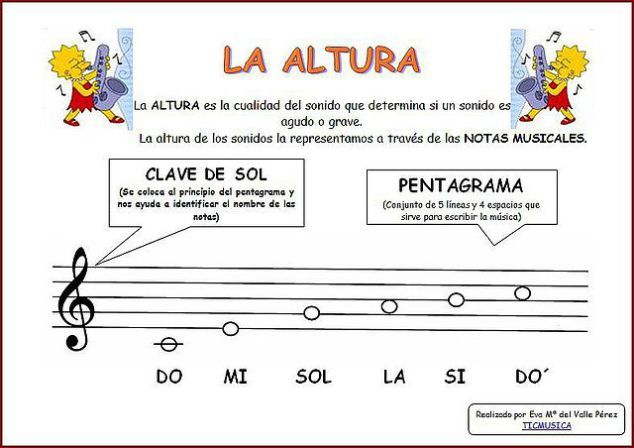 LA ALTURA
La ALTURA es la cualidad del sonido que determina si un sonido es
agudo o grave.
La altura de los sonidos la representamos a través de las NOTAS MUSICALES.
CLAVE DE SOL
(Se coloca al principio del pentagrama y
nos ayuda a identificar el nombre de las
notas)
PENTAGRAMA
(Conjunto de 5 líneas y 4 espacios que
sirve para escribir la música)
DO MI SOL LA SI DO´
Realizado por Eva Mª del Valle Pérez
TICMUSICA